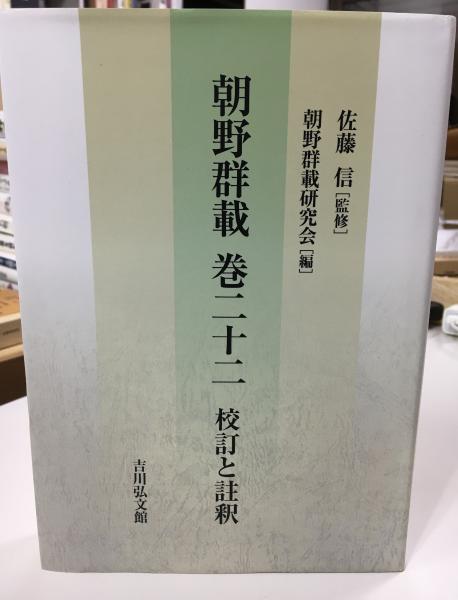 佐藤 信［監修］
朝野群載研究会［編］
朝野群載 巻二十二 校訂と註釈
吉川弘文館